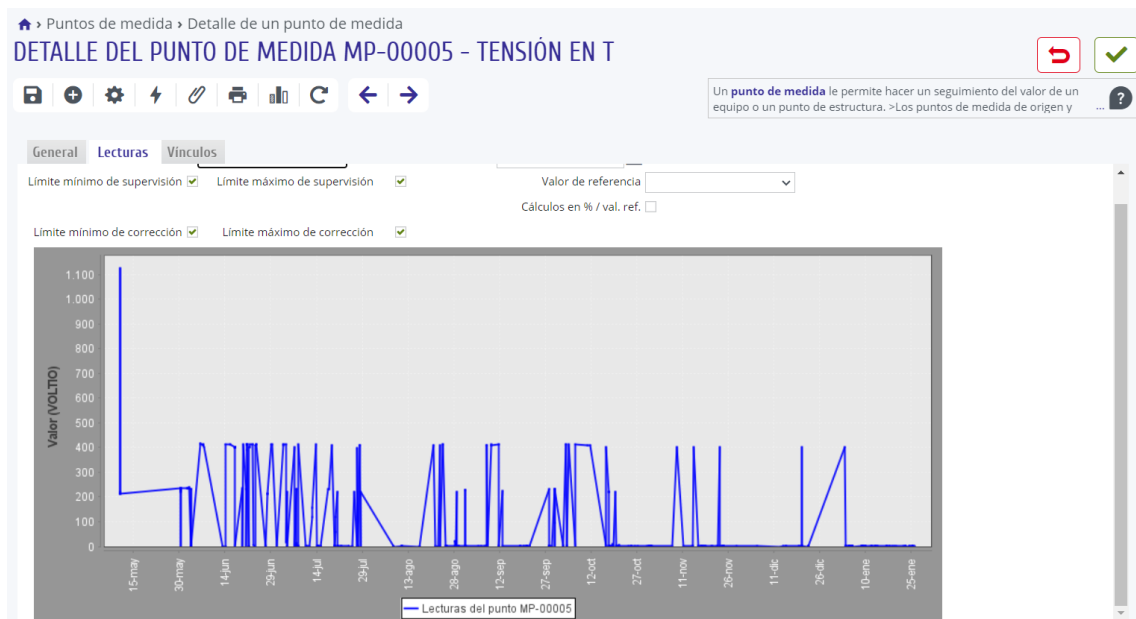 › Puntos de medida › Detalle de un punto de medida
DETALLE DEL PUNTO DE MEDIDA MP-00005 - TENSIÓN EN T
Un punto de medida le permite hacer un seguimiento del valor de un
equipo o un punto de estructura. >Los puntos de medida de origen y
... ?
General Lecturas Vínculos
Límite mínimo de supervisión Límite máximo de supervisión Valor de referencia
Cálculos en % / val. ref.
Límite mínimo de corrección Límite máximo de corrección
Valor (VOLTIO)
1.100
1.000
900
800
700
600
500
400
300
200
100
0
15-may 30-may 14-jun 29-jun 14-jul 29-jul 13-ago 28-ago 12-sep 27-sep 12-oct 27-oct 11-nov 26-nov 11-dic 26-dic 10-ene 25-ene
Lecturas del punto MP-00005